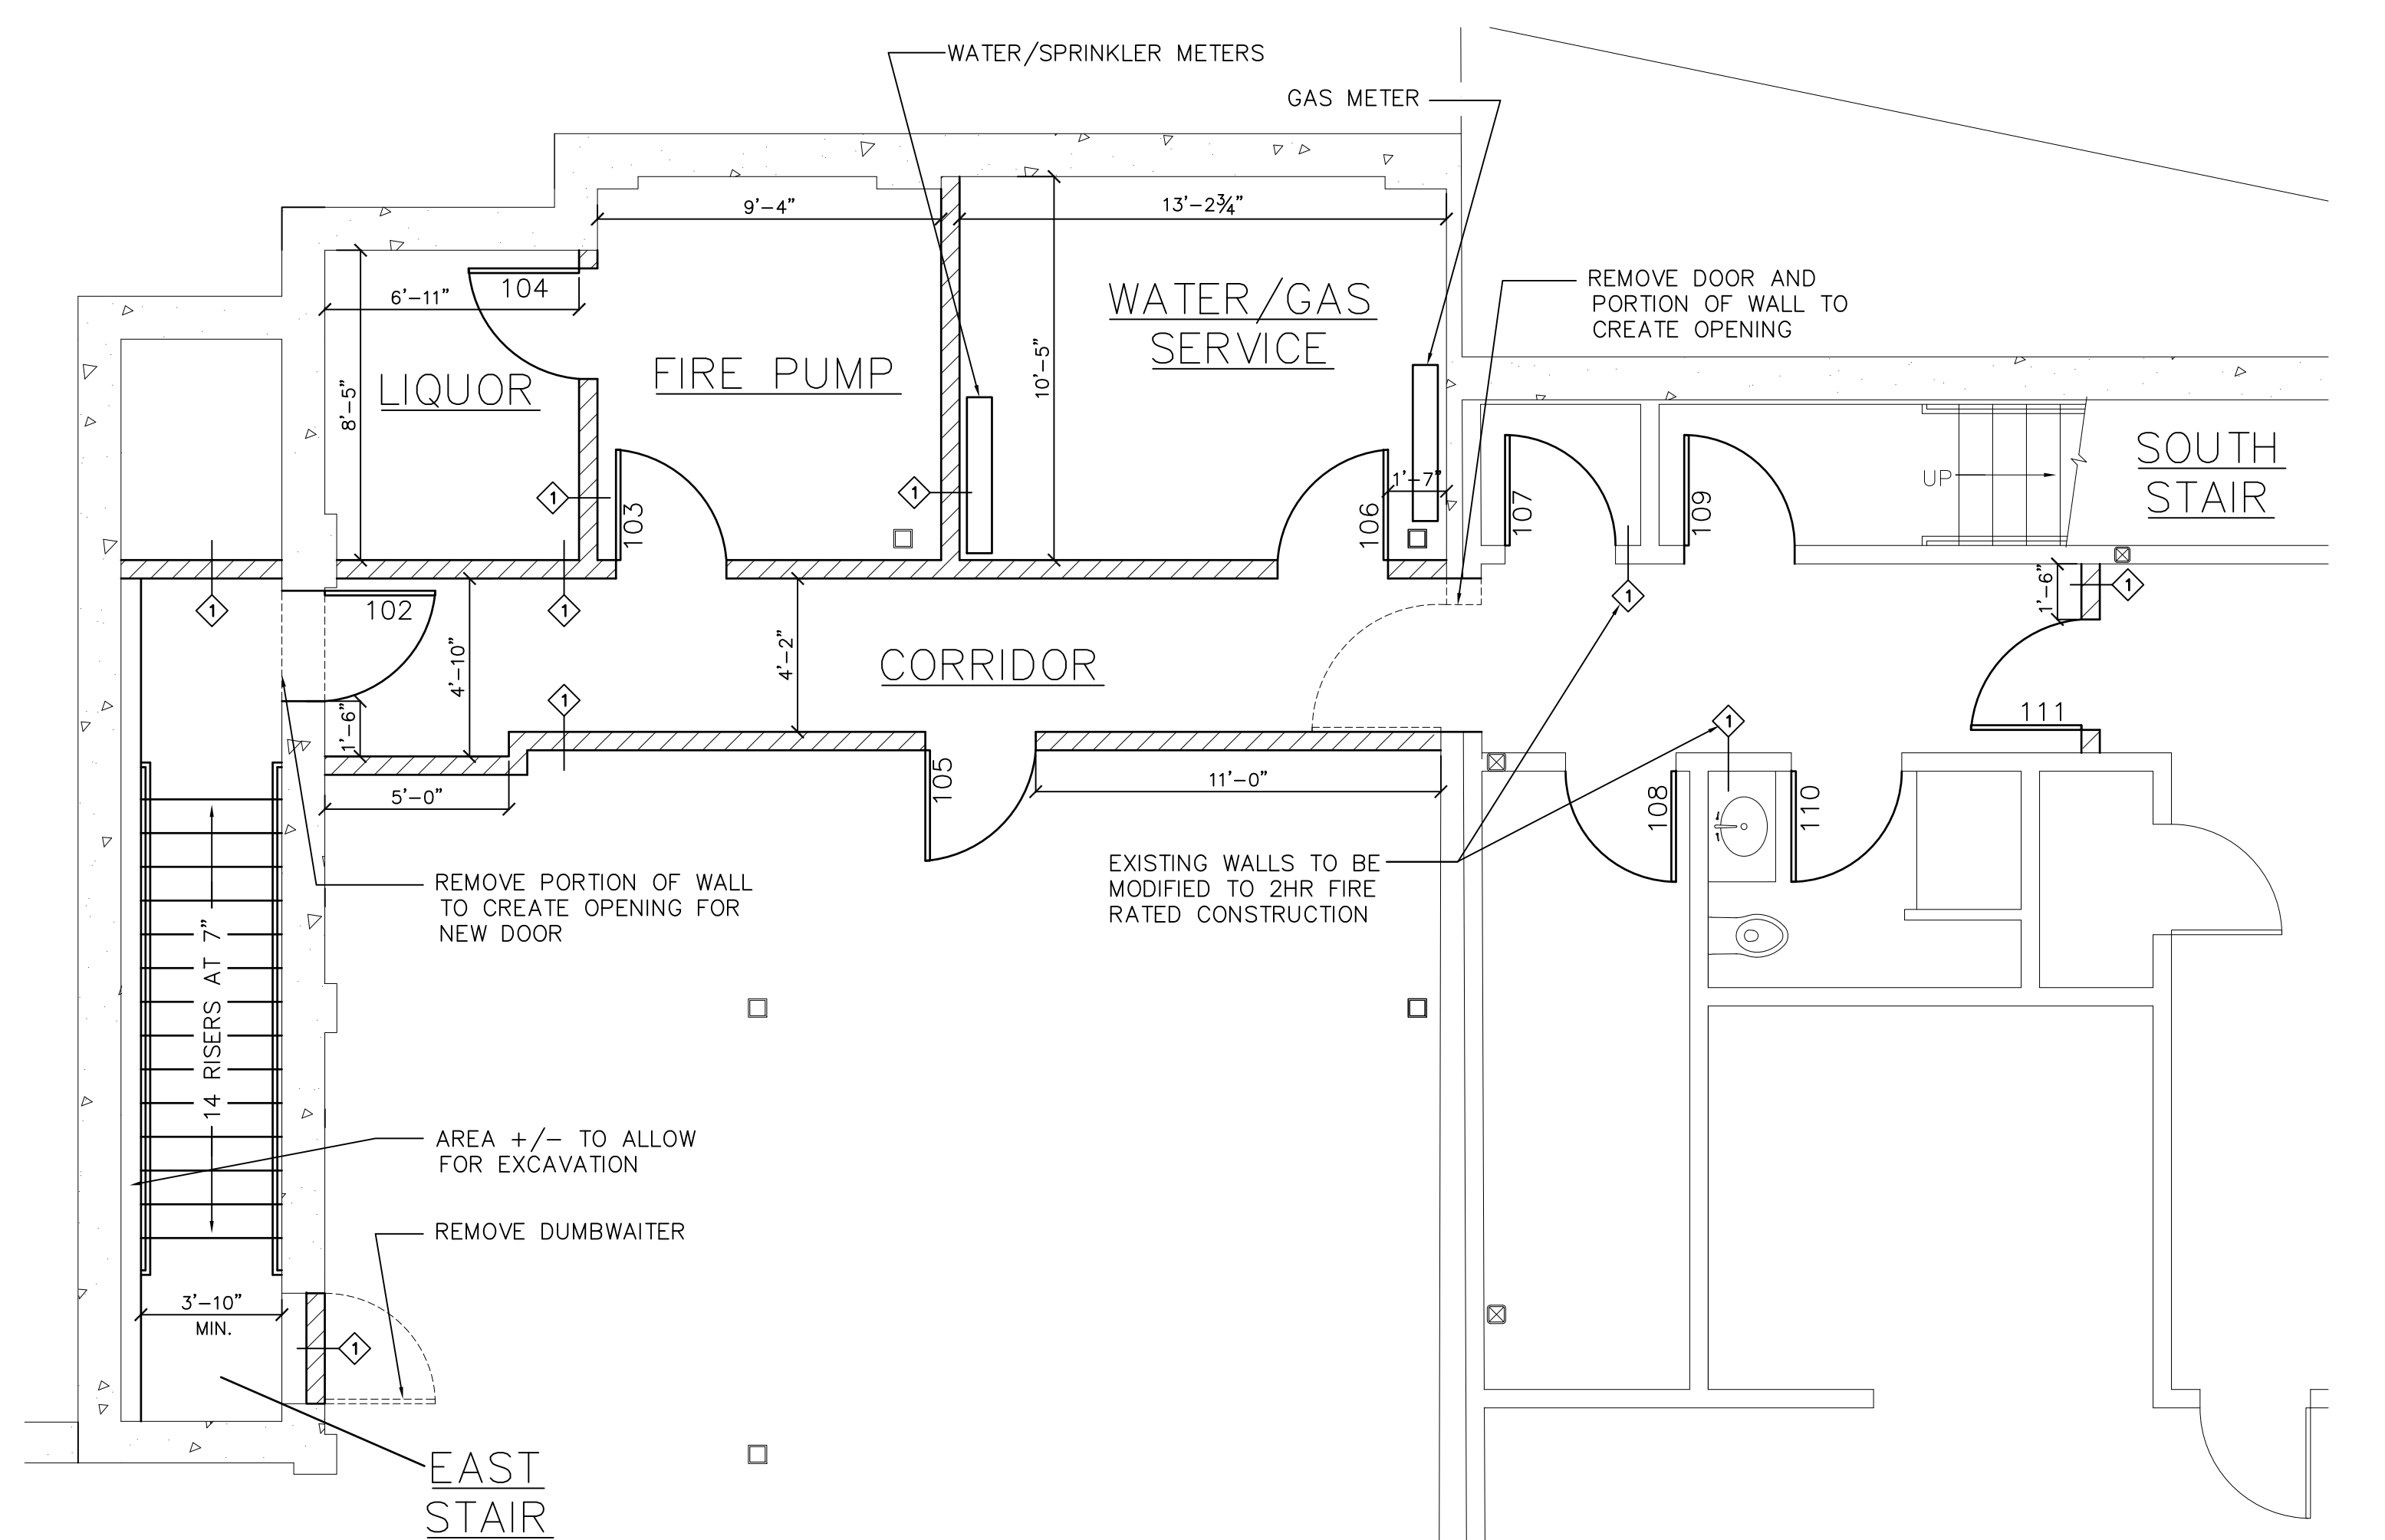 WATER/SPRINKLER METERS
GAS METER
9'-4"
13'-2¾"
104
6'-11"
8'-5"
LIQUOR
FIRE PUMP
10'-5"
WATER/GAS
SERVICE
REMOVE DOOR AND
PORTION OF WALL TO
CREATE OPENING
SOUTH
STAIR
UP
1
103
1
1'-7"
106
107
109
1
102
1
4'-10"
1'-6"
1
4'-2"
CORRIDOR
1
1
1'-6"
1
111
5'-0"
105
11'-0"
108
110
REMOVE PORTION OF WALL
TO CREATE OPENING FOR
NEW DOOR
EXISTING WALLS TO BE
MODIFIED TO 2HR FIRE
RATED CONSTRUCTION
14 RISERS AT 7"
AREA +/- TO ALLOW
FOR EXCAVATION
REMOVE DUMBWAITER
3'-10"
MIN.
1
EAST
STAIR